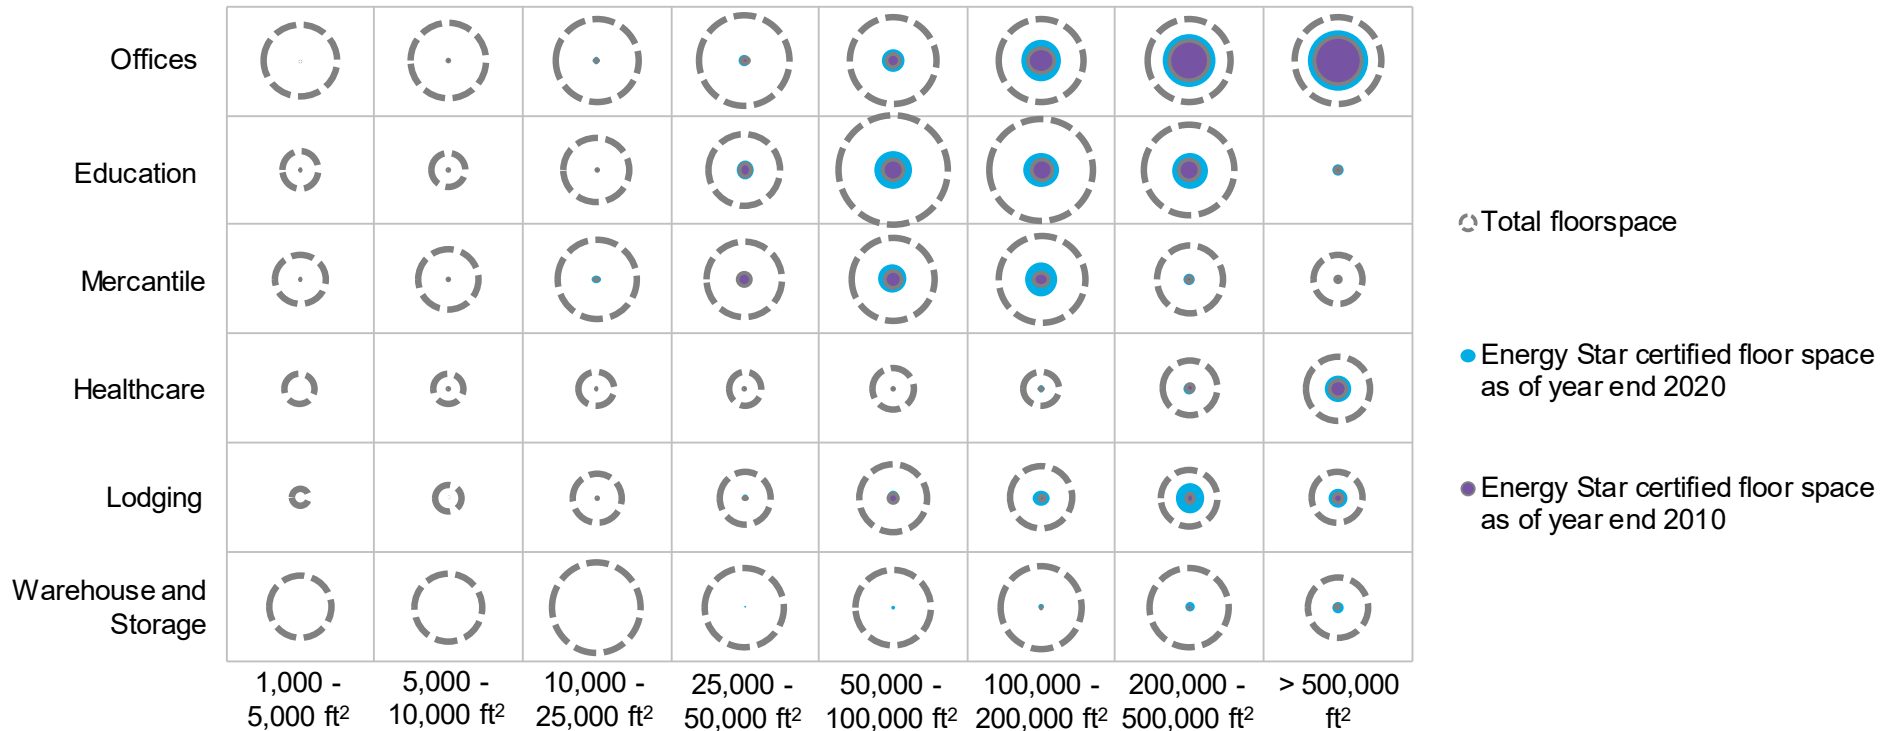 Offices
Education
Mercantile
Healthcare
Lodging
Warehouse and
Storage
1,000 -
5,000 ft²
5,000 -
10,000 ft²
10,000 -
25,000 ft²
25,000 -
50,000 ft²
50,000 -
100,000 ft²
100,000 -
200,000 ft²
200,000 -
500,000 ft²
> 500,000
ft²
Total floorspace
Energy Star certified floor space
as of year end 2020
Energy Star certified floor space
as of year end 2010